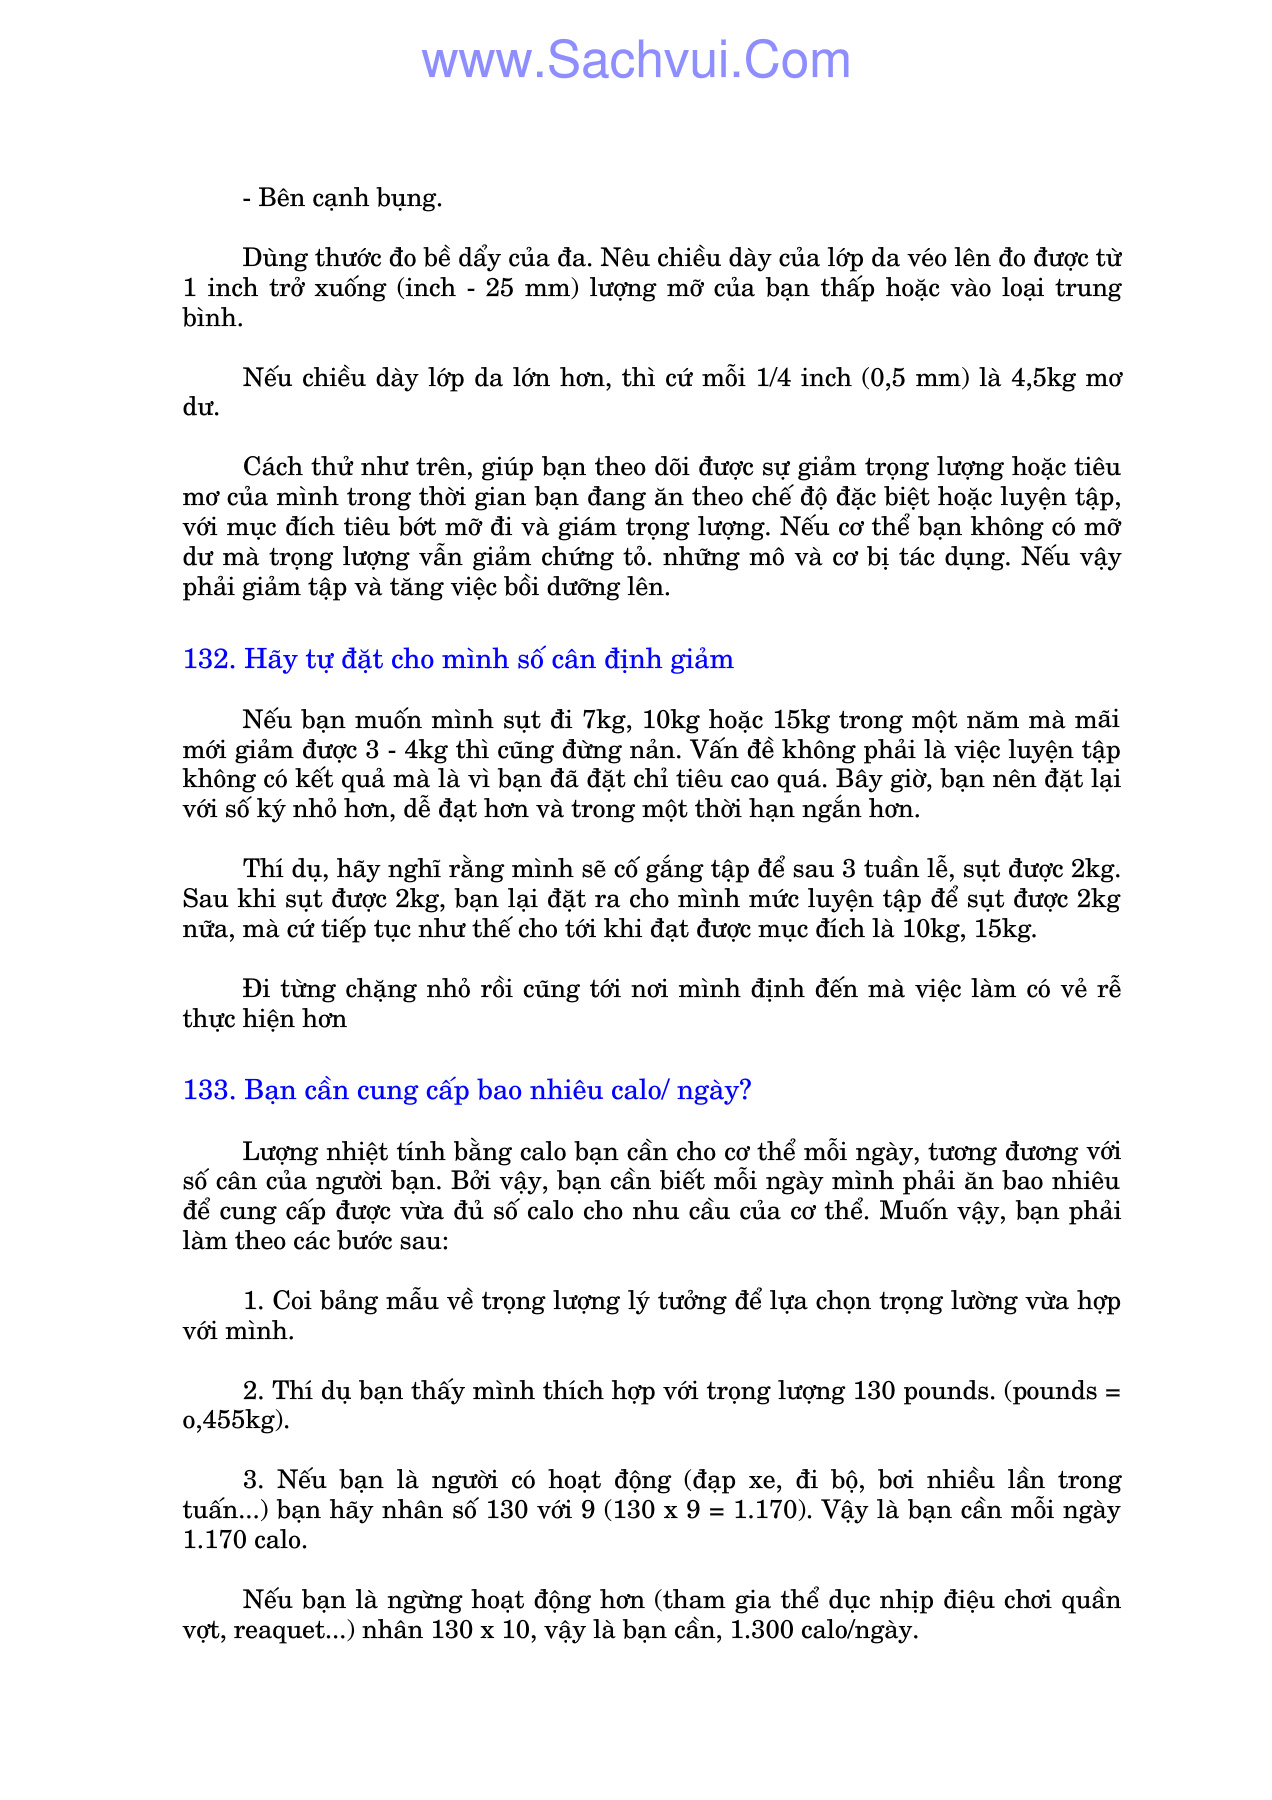 www.Sachvui.Com
- Bên cạnh bụng.
Dùng thước đo bề dẩy của đa. Nêu chiều dày của lớp da véo lên đo được từ
1 inch trở xuống (inch - 25 mm) lượng mỡ của bạn thấp hoặc vào loại trung
bình.
Nếu chiều dày lớp da lớn hơn, thì cứ mỗi 1/4 inch (0,5 mm) là 4,5kg mơ
dư.
Cách thử như trên, giúp bạn theo dõi được sự giảm trọng lượng hoặc tiêu
mơ của mình trong thời gian bạn đang ăn theo chế độ đặc biệt hoặc luyện tập,
với mục đích tiêu bớt mỡ đi và giám trọng lượng. Nếu cơ thể bạn không có mỡ
dư mà trọng lượng vẫn giảm chứng tỏ. những mô và cơ bị tác dụng. Nếu vậy
phải giảm tập và tăng việc bồi dưỡng lên.
132. Hãy tự đặt cho mình số cân định giảm
Nếu bạn muốn mình sụt đi 7kg, 10kg hoặc 15kg trong một năm mà mãi
mới giảm được 3 - 4kg thì cũng đừng nản. Vấn đề không phải là việc luyện tập
không có kết quả mà là vì bạn đã đặt chỉ tiêu cao quá. Bây giờ, bạn nên đặt lại
với số ký nhỏ hơn, dễ đạt hơn và trong một thời hạn ngắn hơn.
Thí dụ, hãy nghĩ rằng mình sẽ cố gắng tập để sau 3 tuần lễ, sụt được 2kg.
Sau khi sụt được 2kg, bạn lại đặt ra cho mình mức luyện tập để sụt được 2kg
nữa, mà cứ tiếp tục như thế cho tới khi đạt được mục đích là 10kg, 15kg.
Đi từng chặng nhỏ rồi cũng tới nơi mình định đến mà việc làm có vẻ rễ
thực hiện hơn
133. Bạn cần cung cấp bao nhiêu calo/ ngày?
Lượng nhiệt tính bằng calo bạn cần cho cơ thể mỗi ngày, tương đương với
số cân của người bạn. Bởi vậy, bạn cần biết mỗi ngày mình phải ăn bao nhiêu
để cung cấp được vừa đủ số calo cho nhu cầu của cơ thể. Muốn vậy, bạn phải
làm theo các bước sau:
1. Coi bảng mẫu về trọng lượng lý tưởng để lựa chọn trọng lường vừa hợp
với mình.
2. Thí dụ bạn thấy mình thích hợp với trọng lượng 130 pounds. (pounds =
o,455kg).
3. Nếu bạn là người có hoạt động (đạp xe, đi bộ, bơi nhiều lần trong
tuấn...) bạn hãy nhân số 130 với 9 (130 x 9 = 1.170). Vậy là bạn cần mỗi ngày
1.170 calo.
Nếu bạn là ngừng hoạt động hơn (tham gia thể dục nhịp điệu chơi quần
vợt, reaquet...) nhân 130 x 10, vậy là bạn cần, 1.300 calo/ngày.